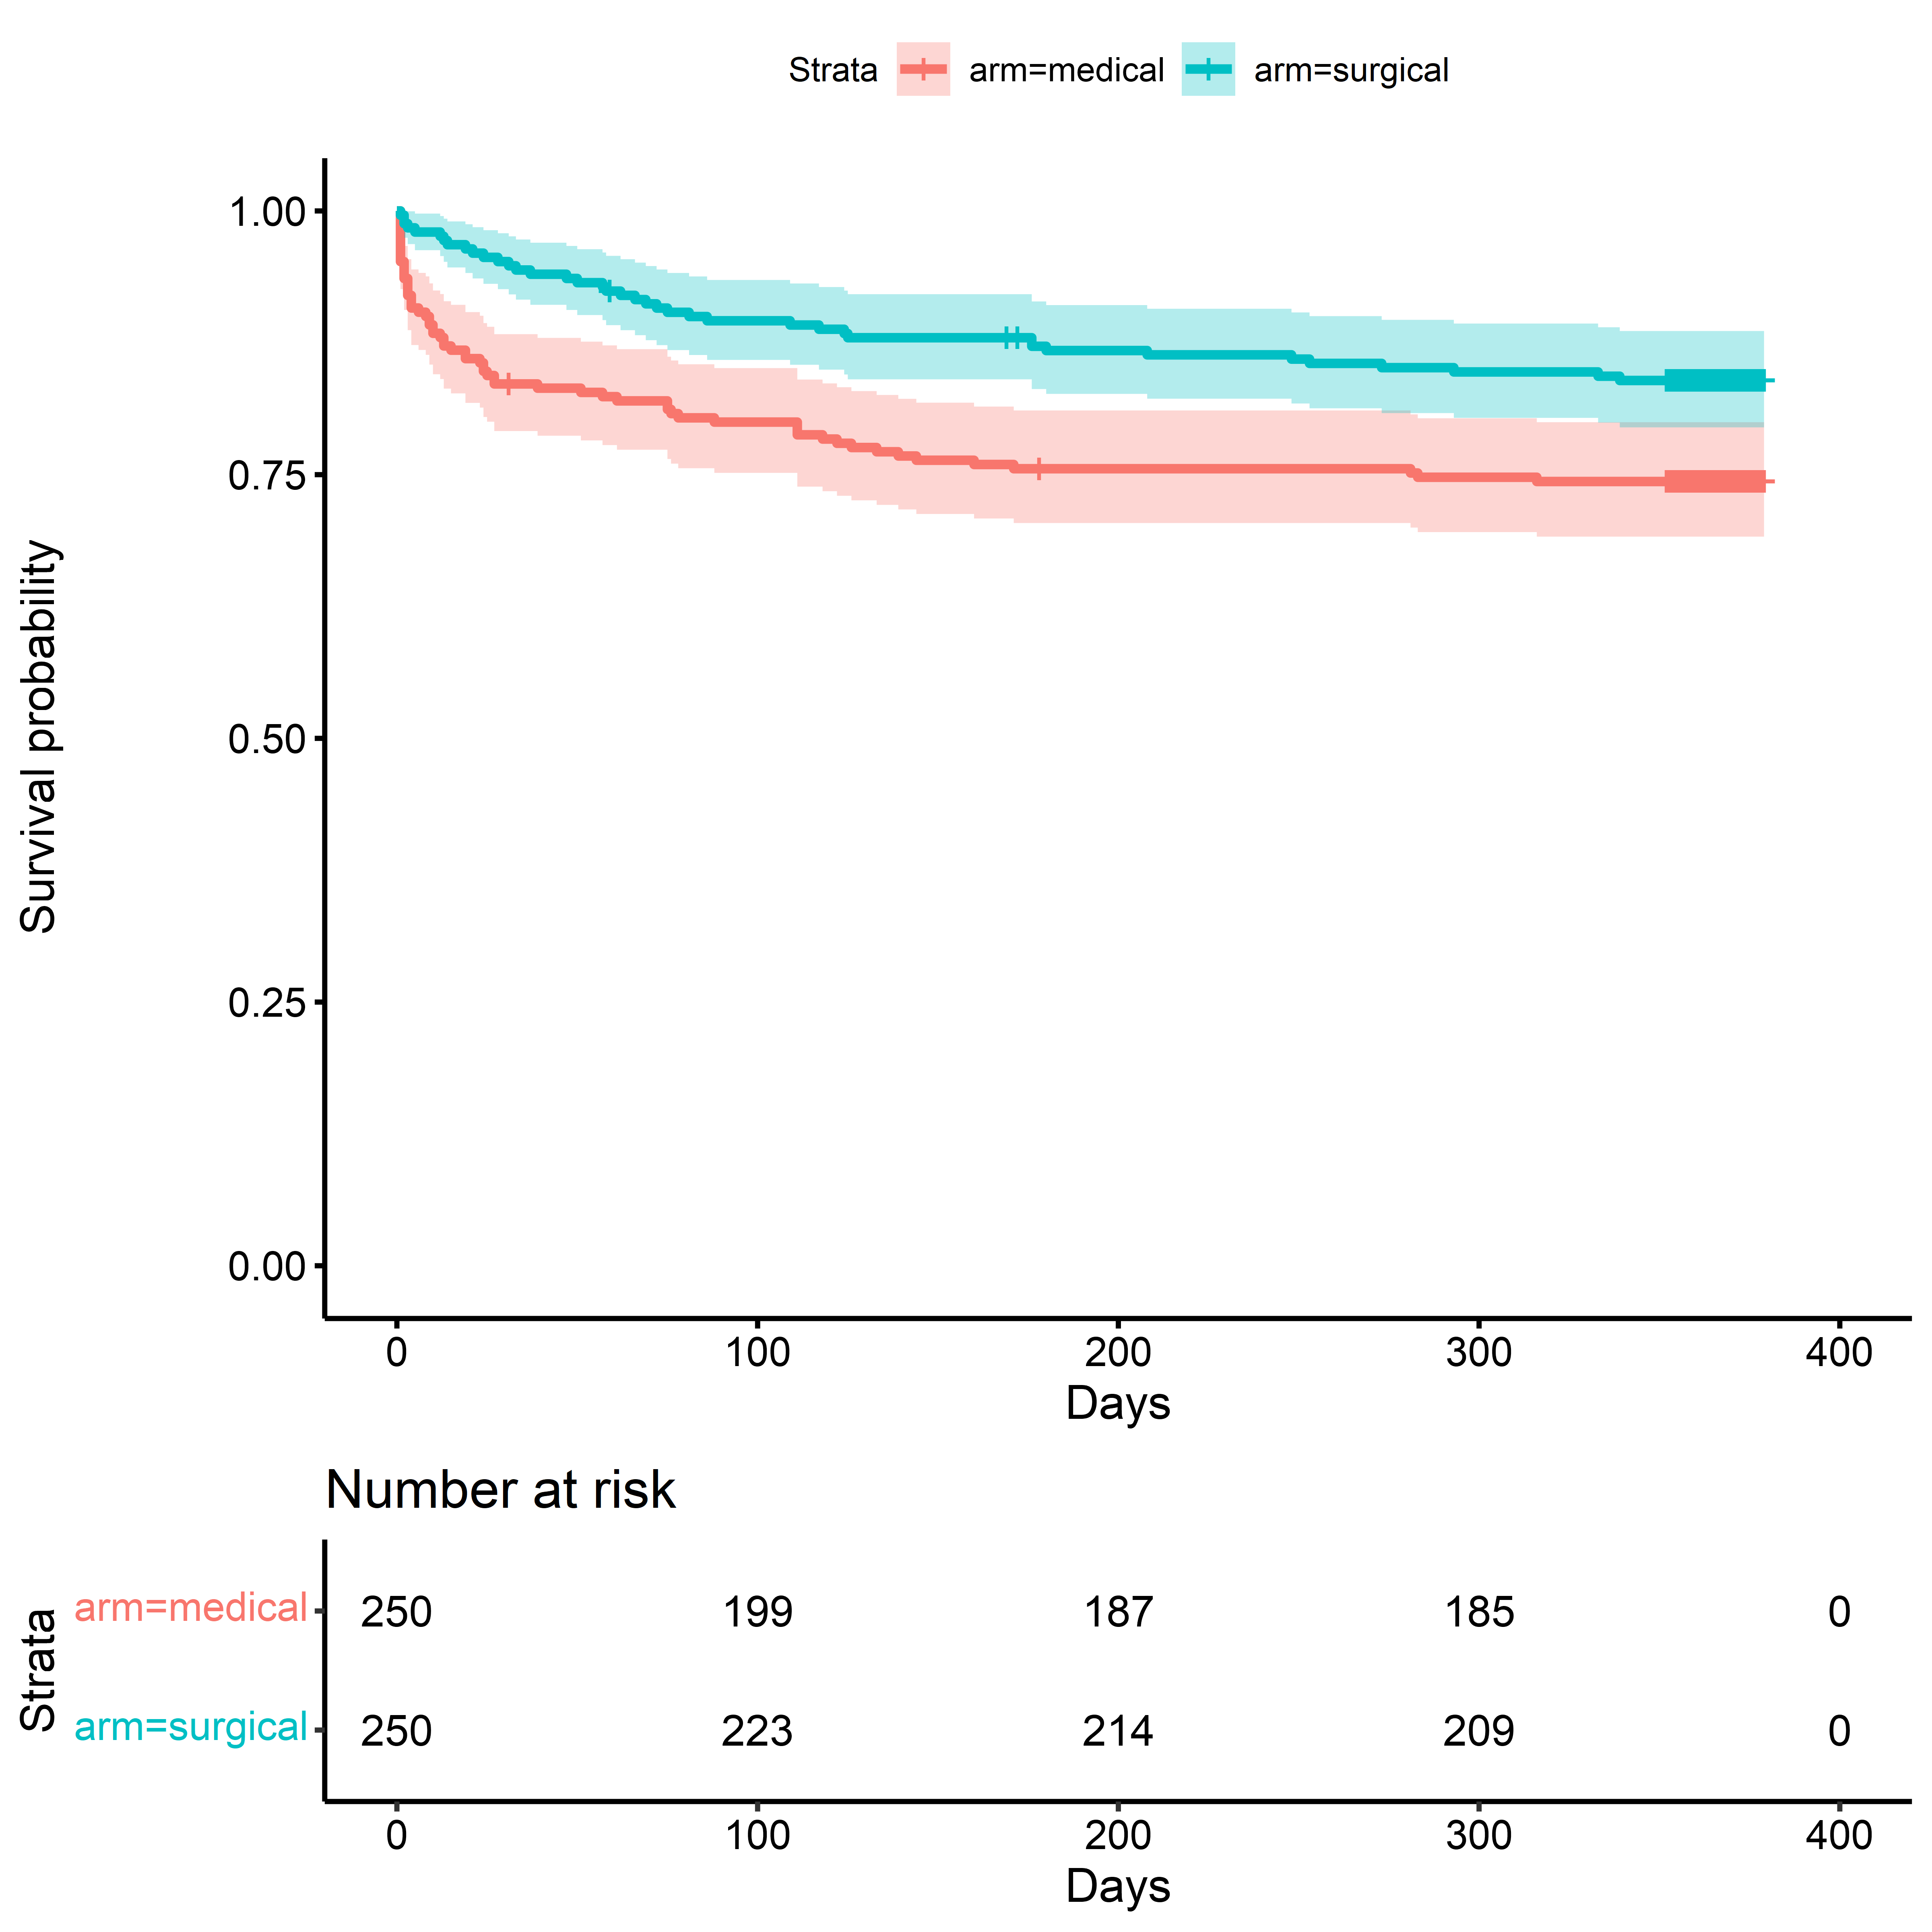 Strata arm=medical arm=surgical
Survival probability
1.00
0.75
0.50
0.25
0.00
0 100 200 300 400
Days
Number at risk
Strata
arm=medical 250 199 187 185 0
arm=surgical 250 223 214 209 0
0 100 200 300 400
Days